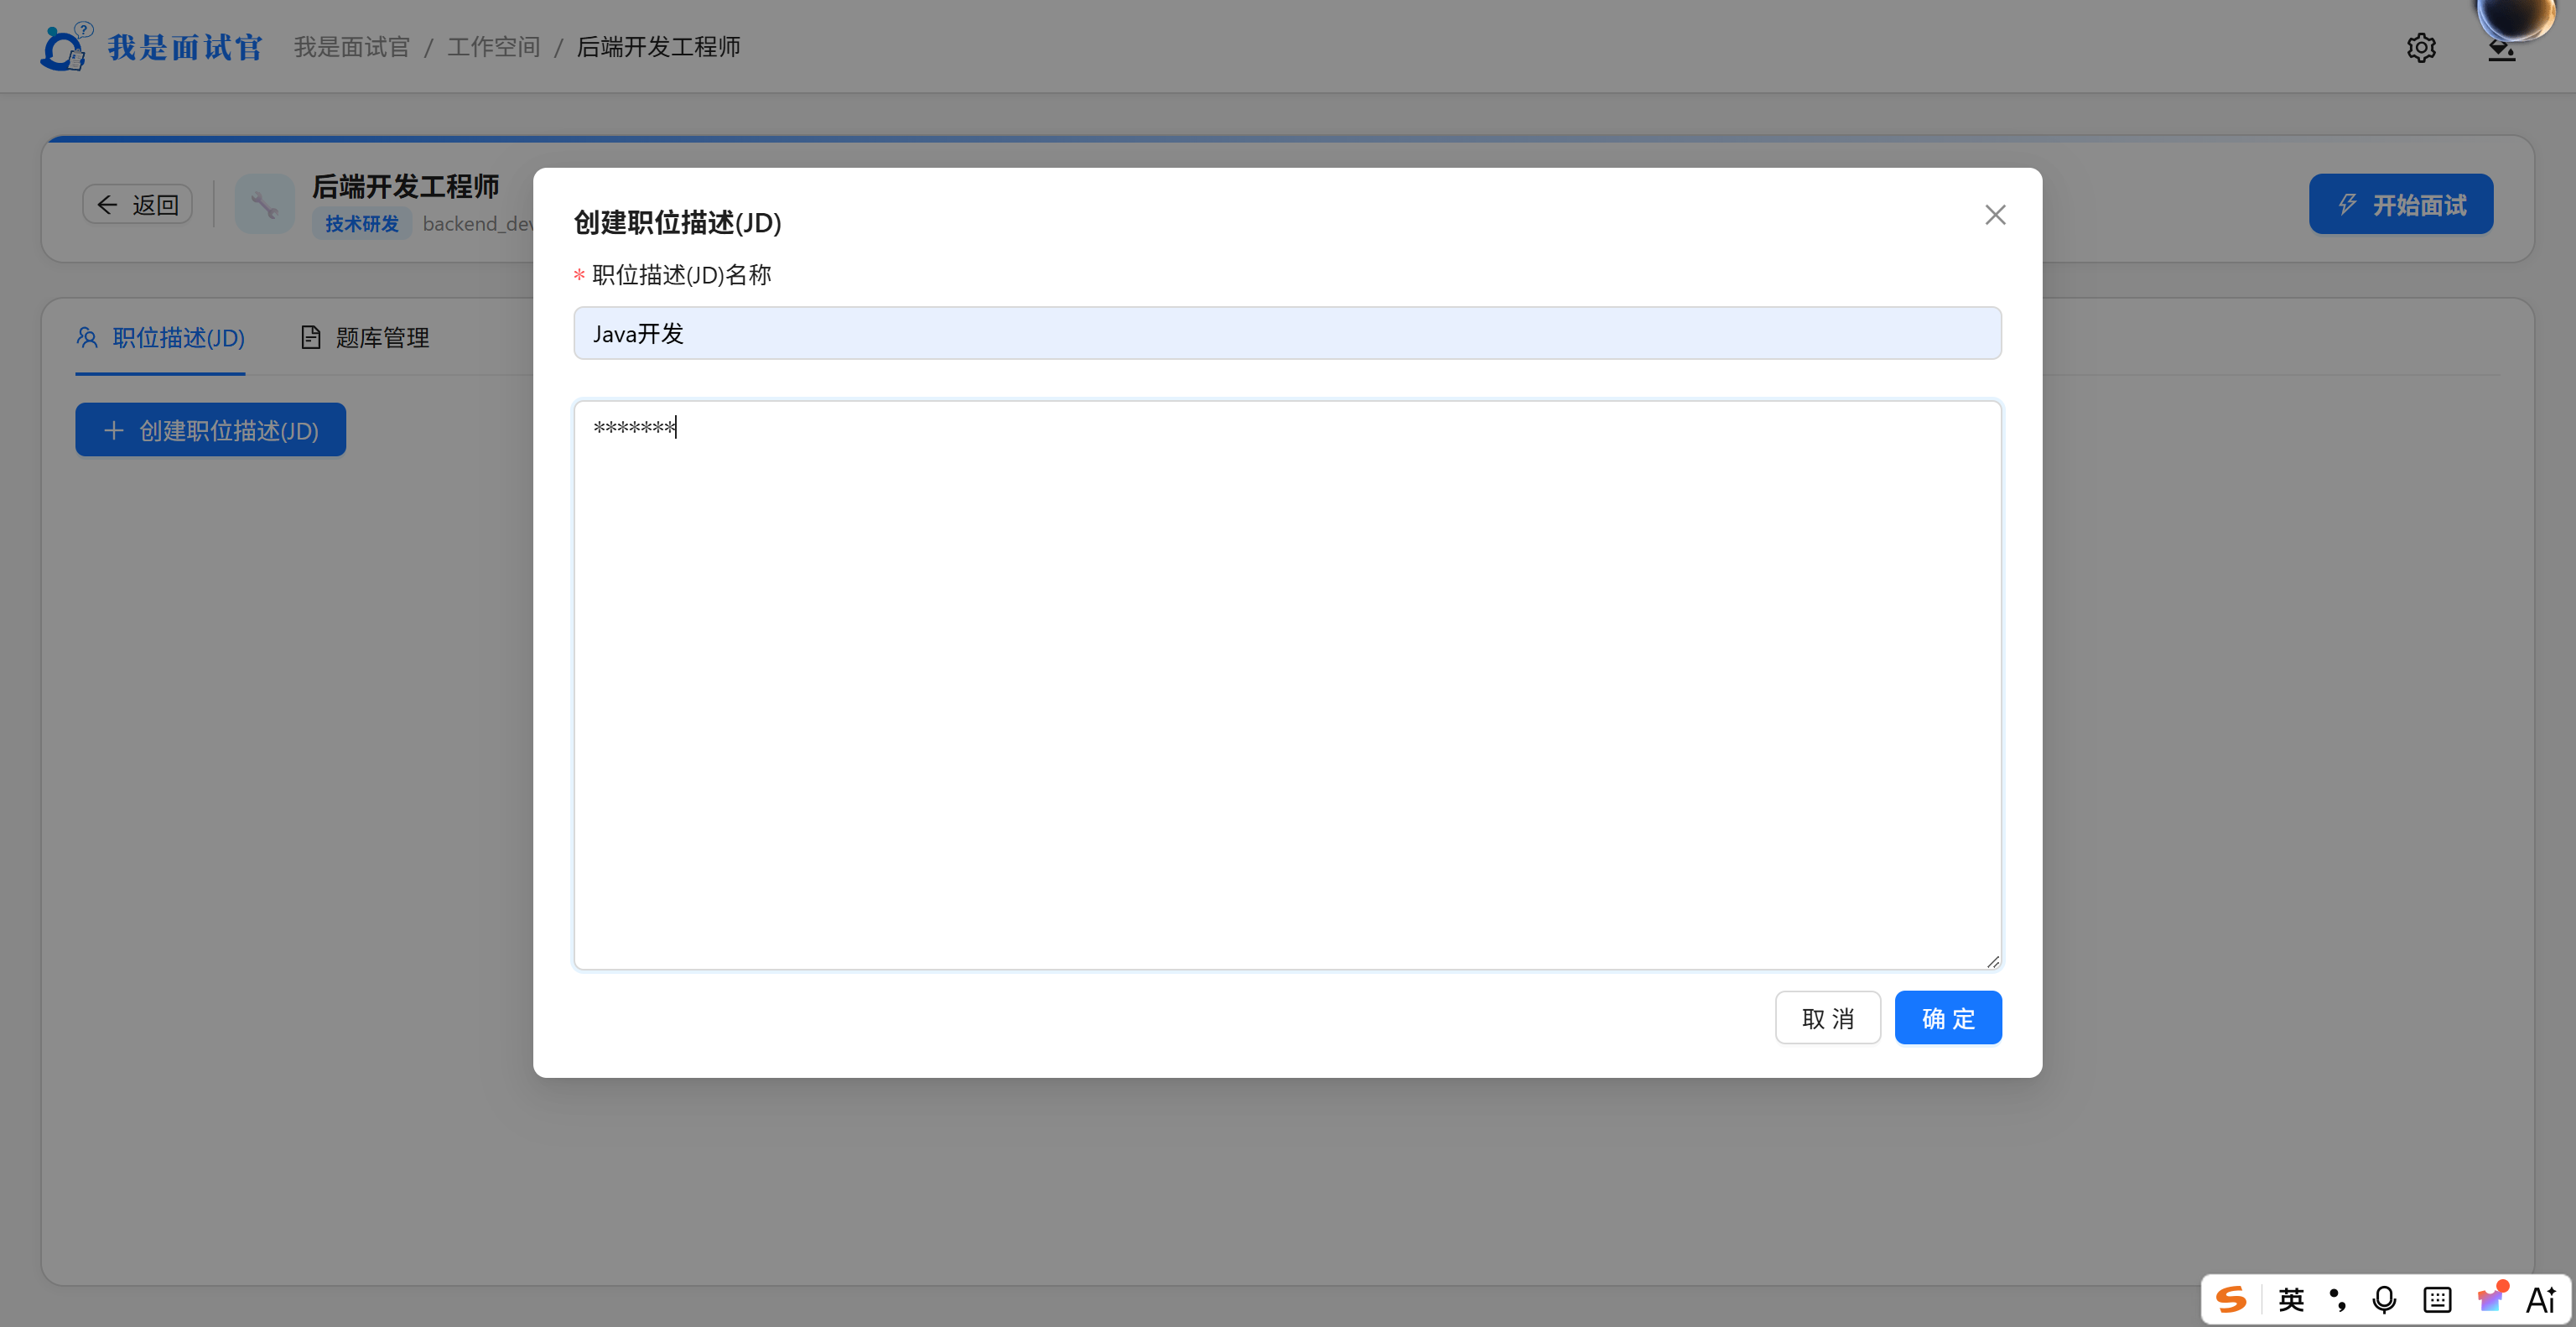 我是面试官 我是面试官 / 工作空间 / 后端开发工程师
返回
后端开发工程师
技术研发 backend_dev
开始面试
职位描述(JD) 题库管理
创建职位描述(JD)
创建职位描述(JD)
* 职位描述(JD)名称
Java开发
*******
取 消 确 定
英 Ai